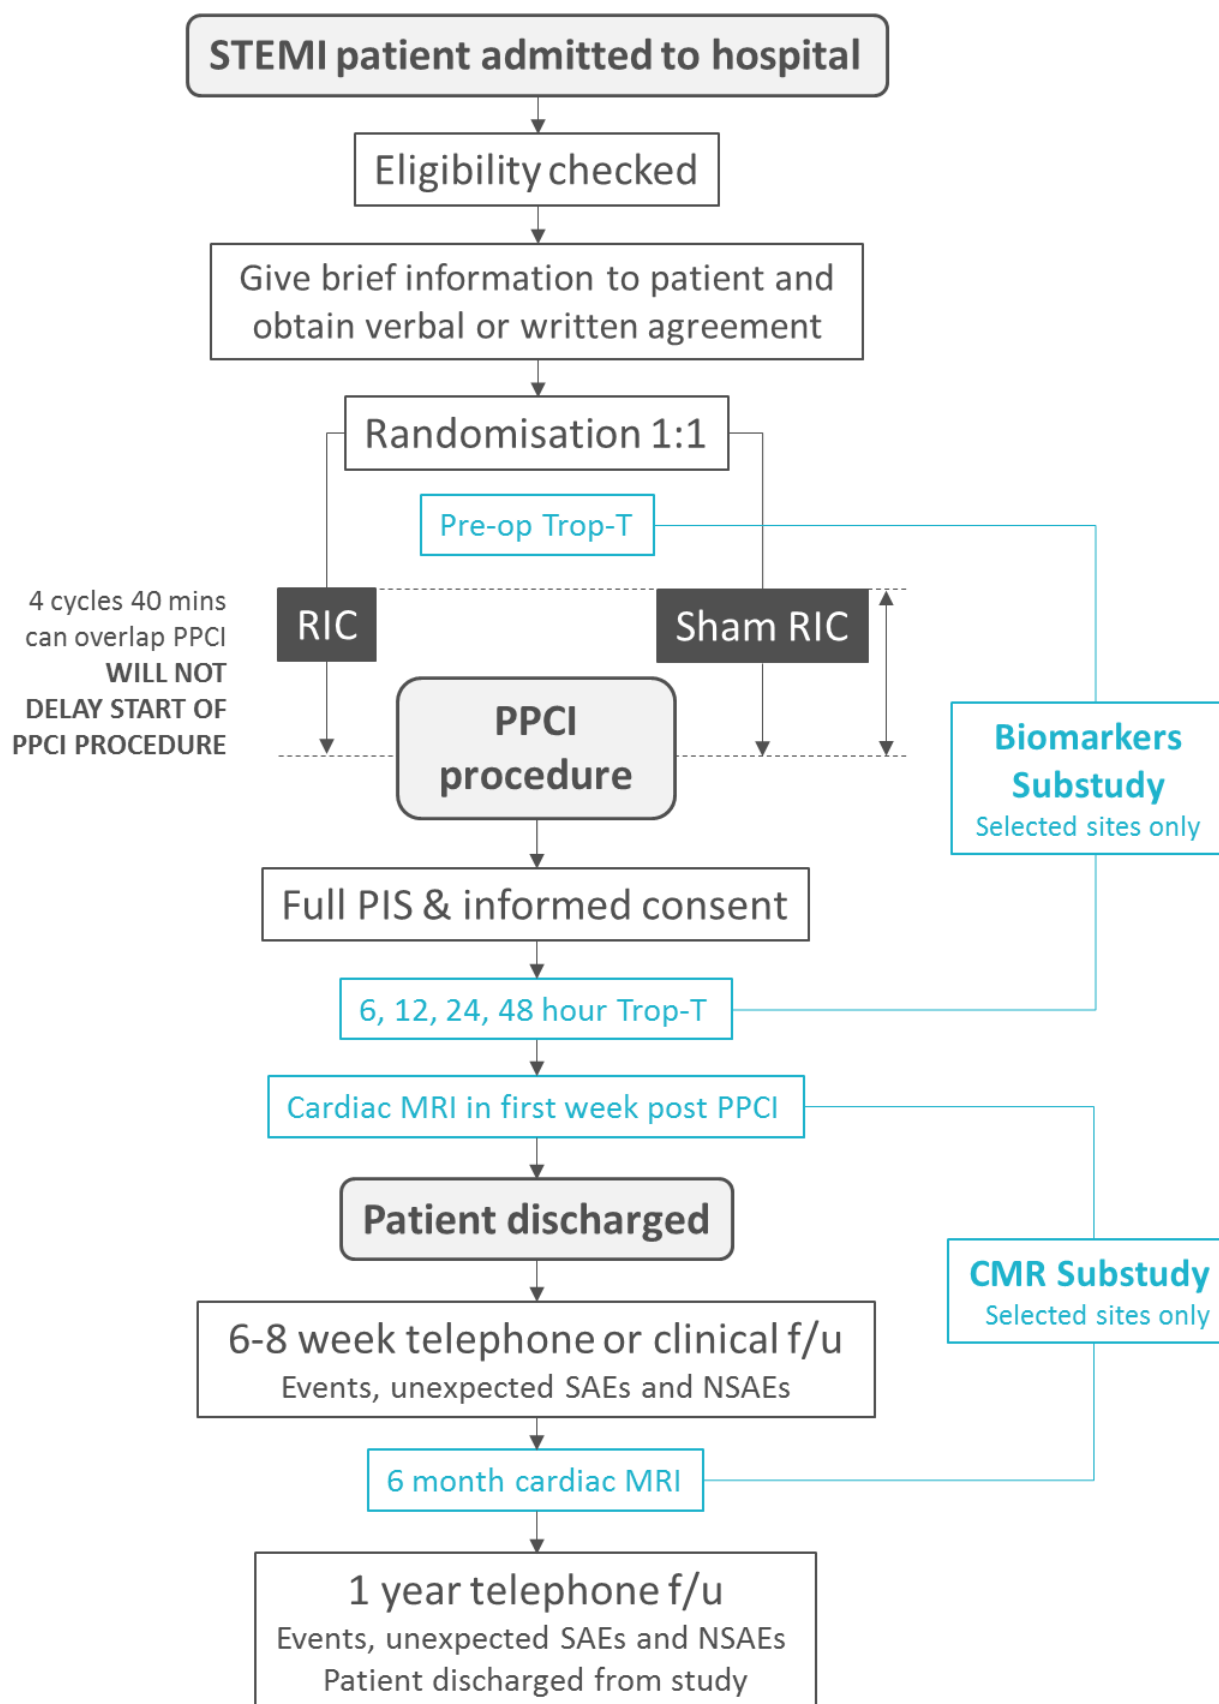 STEMI patient admitted to hospital
Eligibility checked
Give brief information to patient and
obtain verbal or written agreement
Randomisation 1:1
Pre-op Trop-T
4 cycles 40 mins
can overlap PPCI
WILL NOT
DELAY START OF
PPCI PROCEDURE
RIC
Sham RIC
PPCI
procedure
Biomarkers
Substudy
Selected sites only
Full PIS & informed consent
6, 12, 24, 48 hour Trop-T
Cardiac MRI in first week post PPCI
Patient discharged
CMR Substudy
Selected sites only
6-8 week telephone or clinical f/u
Events, unexpected SAEs and NSAEs
6 month cardiac MRI
1 year telephone f/u
Events, unexpected SAEs and NSAEs
Patient discharged from study